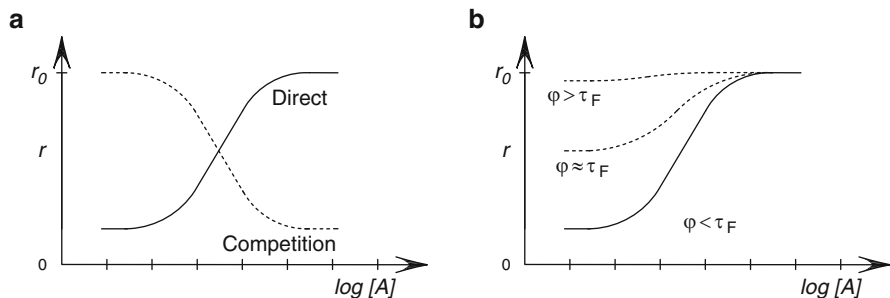 a
r0
Direct
r
Competition
0
log [A]
b
r0
φ>τF
r
φ≈τF
φ<τF
0
log [A]